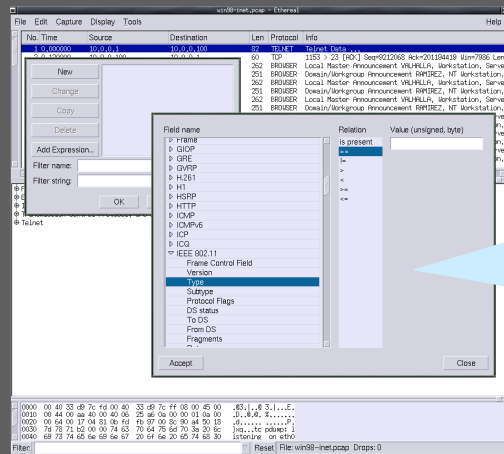 win98-inet.pcap - Ethereal
File Edit Capture Display Tools Help
No. Time Source Destination Len Protocol Info
1 0.000000 10.0.0.1 10.0.0.100 82 TELNET Telnet Data ...
60 TCP 1153 > 23 [ACK] Seq=9212068 Ack=201194419 Win=7986 Len
262 BROWSER Local Master Announcement VALHALLA, Workstation, Serve
251 BROWSER Domain/Workgroup Announcement RAMIREZ, NT Workstation,
262 BROWSER Local Master Announcement VALHALLA, Workstation, Serve
251 BROWSER Domain/Workgroup Announcement RAMIREZ, NT Workstation,
262 BROWSER Local Master Announcement VALHALLA, Workstation, Serve
251 BROWSER Domain/Workgroup Announcement RAMIREZ, NT Workstation,
New
Change
Copy
Delete
Add Expression...
Filter name:
Filter string:
OK
Telnet
Field name
Frame
GIOP
GRE
GVRP
H.261
H1
HSRP
HTTP
ICMP
ICMPv6
ICP
ICQ
IEEE 802.11
Frame Control Field
Version
Type
Subtype
Protocol Flags
DS status
To DS
From DS
Fragments
Relation
is present
==
!=
>
<
>=
<=
Value (unsigned, byte)
Accept
Close
0000 00 40 33 d9 7c fd 00 40 33 d9 7c ff 08 00 45 00 .@3.|..@ 3.|...E.
0010 00 44 00 aa 40 00 40 06 25 a6 0a 00 00 01 0a 00 .D..@.@. %.......
0020 00 64 00 17 04 81 0b fd fb 97 00 8c 90 a4 50 18 .d...... ......P.
0030 7d 78 71 b2 00 00 74 63 70 64 75 6d 70 3a 20 6c }xq...tc pdump: l
0040 69 73 74 65 6e 69 6e 67 20 6f 6e 20 65 74 68 30 istening on eth0
Filter: Reset File: win98-inet.pcap Drops: 0